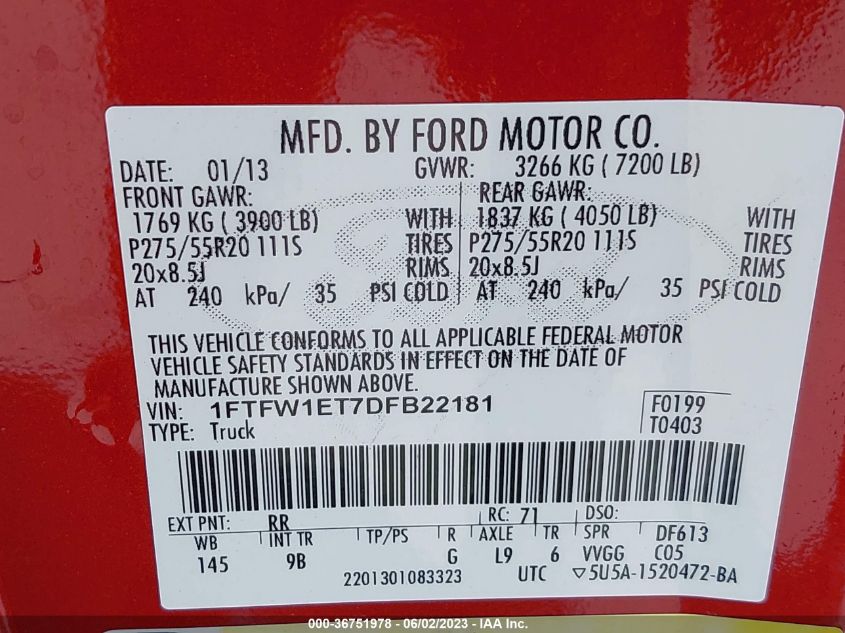 MFD. BY FORD MOTOR CO.
DATE: 01/13 GVWR: 3266 KG ( 7200 LB)
FRONT GAWR: REAR GAWR:
1769 KG ( 3900 LB) WITH 1837 KG ( 4050 LB) WITH
P275/55R20 111S TIRES P275/55R20 111S TIRES
20x8.5J RIMS 20x8.5J RIMS
AT 240 kPa/ 35 PSI COLD AT 240 kPa/ 35 PSI COLD
THIS VEHICLE CONFORMS TO ALL APPLICABLE FEDERAL MOTOR
VEHICLE SAFETY STANDARDS IN EFFECT ON THE DATE OF
MANUFACTURE SHOWN ABOVE.
VIN: 1FTFW1ET7DFB22181 F0199
TYPE: Truck T0403
EXT PNT: RR RC: 71 DSO:
WB INT TR TP/PS R AXLE TR SPR DF613
145 9B G L9 6 VVGG C05
2201301083323 UTC ▽5U5A-1520472-BA
000-36751978 - 06/02/2023 - IAA Inc.